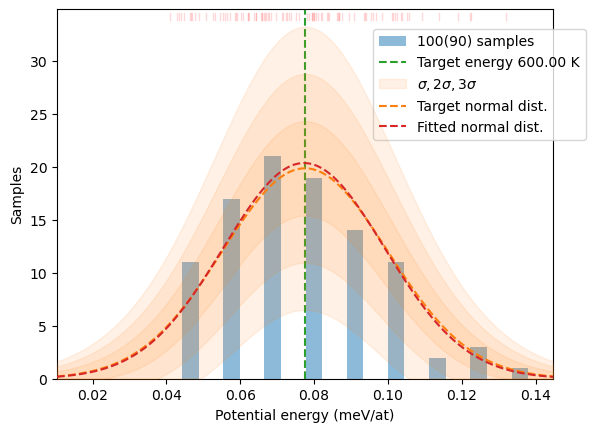 100(90) samples
Target energy 600.00 K
σ, 2σ, 3σ
Target normal dist.
Fitted normal dist.
Samples
30
25
20
15
10
5
0
0.02 0.04 0.06 0.08 0.10 0.12 0.14
Potential energy (meV/at)